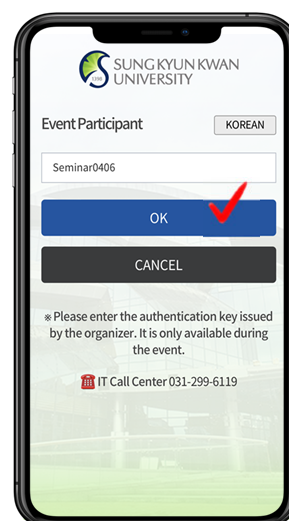 1398
SUNG KYUN KWAN
UNIVERSITY
Event Participant
KOREAN
Seminar0406
OK
CANCEL
※ Please enter the authentication key issued
by the organizer. It is only available during
the event.
☎ IT Call Center 031-299-6119